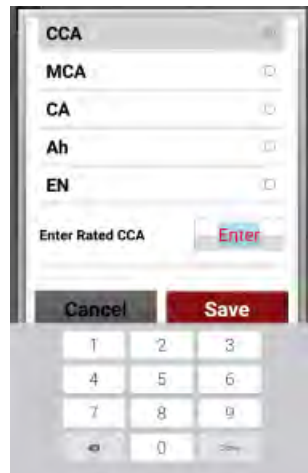 CCA
MCA
CA
Ah
EN
Enter Rated CCA Enter
Cancel Save
1 2 3
4 5 6
7 8 9
0